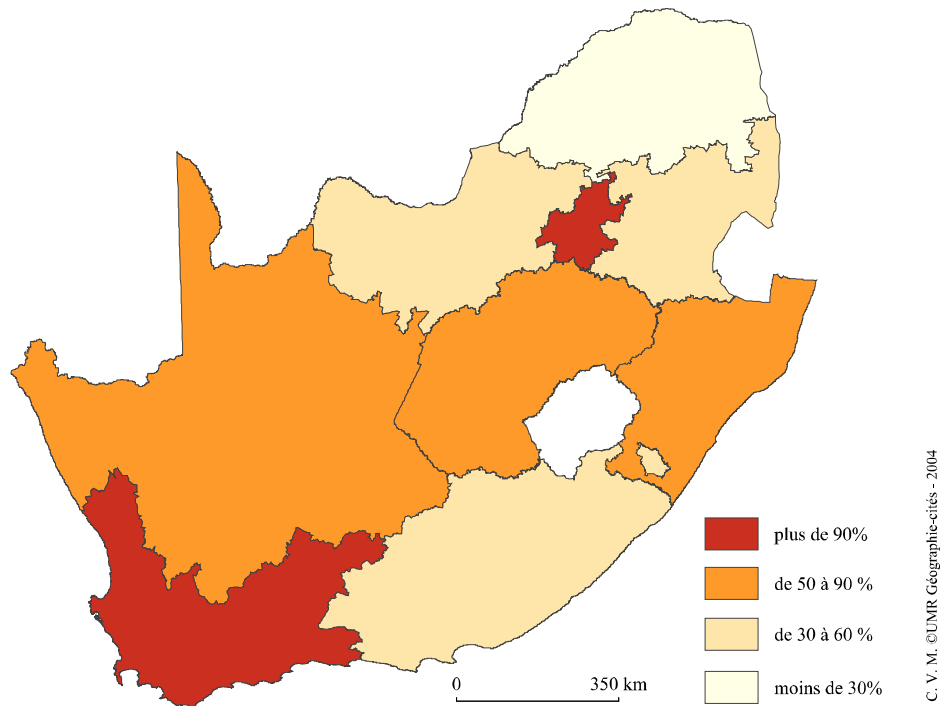 plus de 90%
de 50 à 90 %
de 30 à 60 %
moins de 30%
0 350 km
C. V. M. ©UMR Géographie-cités - 2004